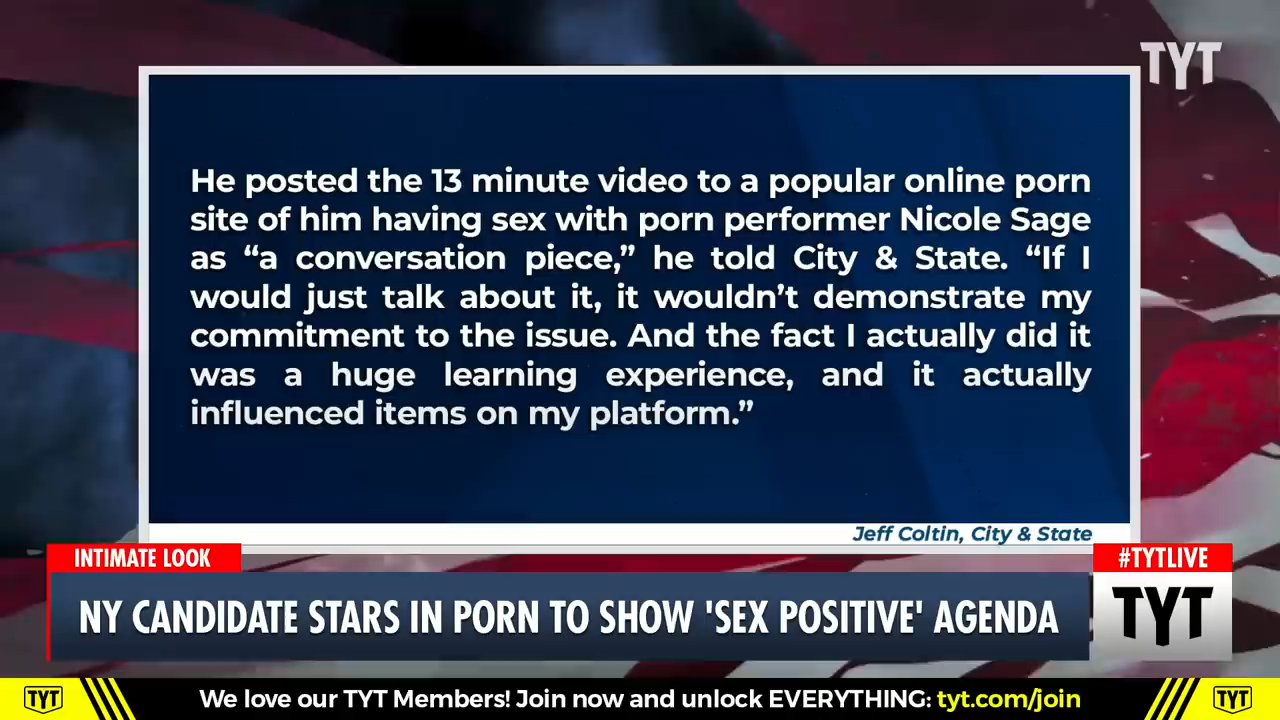 TYT
He posted the 13 minute video to a popular online porn
site of him having sex with porn performer Nicole Sage
as “a conversation piece,” he told City & State. “If I
would just talk about it, it wouldn’t demonstrate my
commitment to the issue. And the fact I actually did it
was a huge learning experience, and it actually
influenced items on my platform.”
Jeff Coltin, City & State
INTIMATE LOOK
#TYTLIVE
NY CANDIDATE STARS IN PORN TO SHOW 'SEX POSITIVE' AGENDA
TYT
TYT
We love our TYT Members! Join now and unlock EVERYTHING: tyt.com/join
TYT